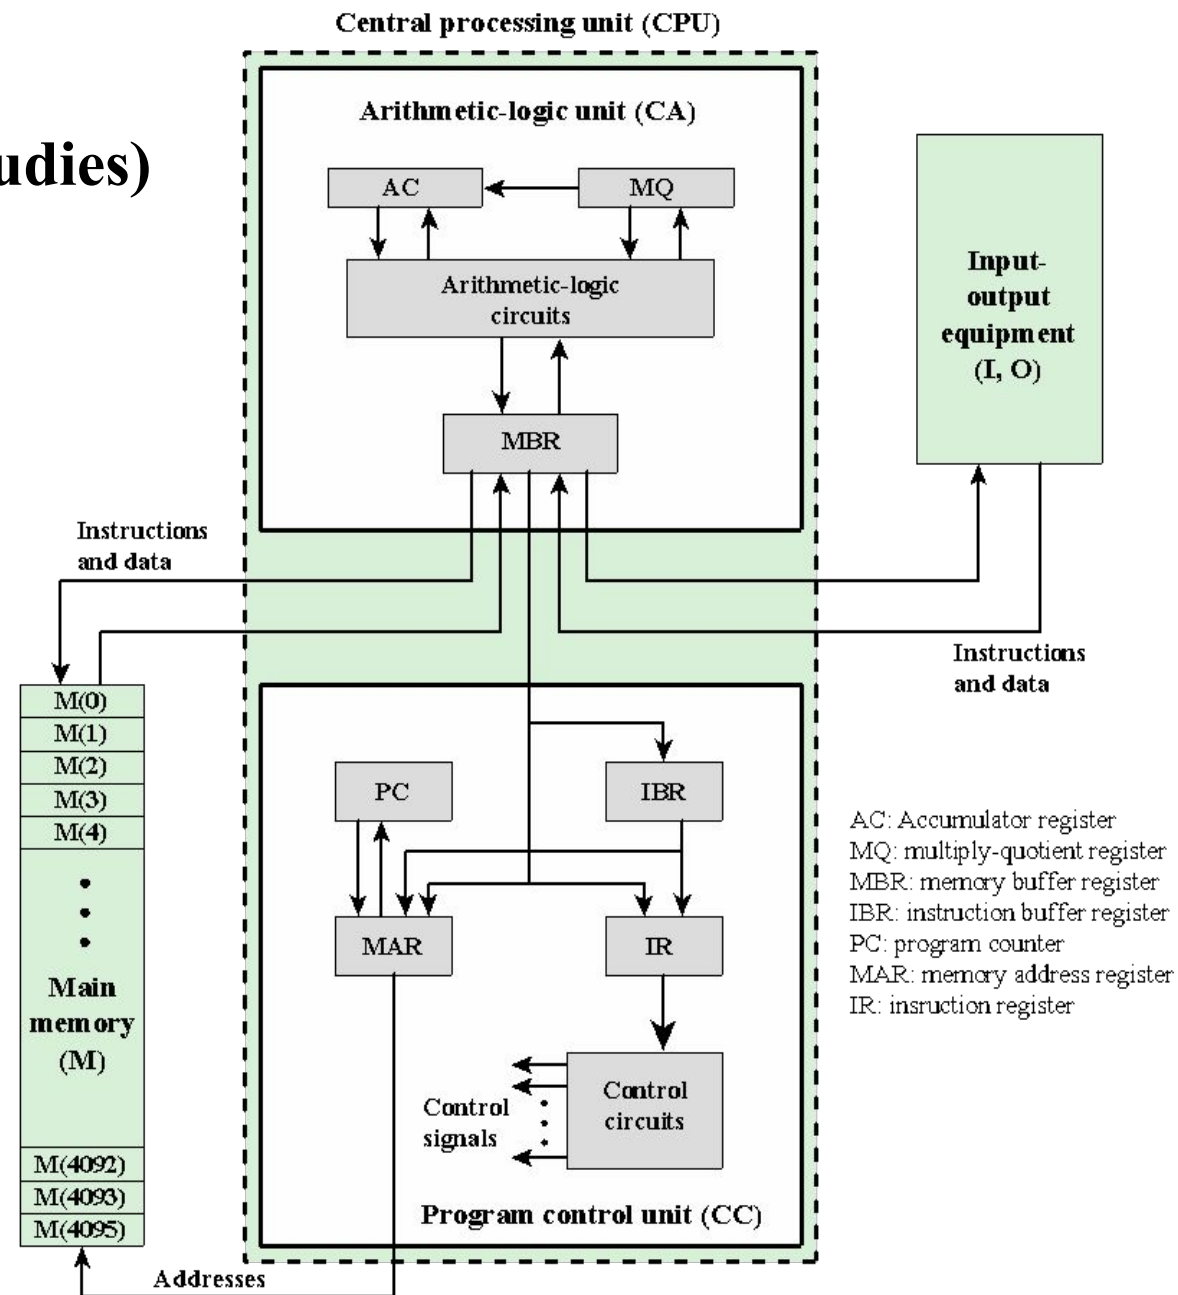 Central processing unit (CPU)
Arithmetic-logic unit (CA)
udies)
AC
MQ
Arithmetic-logic
circuits
Input-
output
equipment
(I, O)
MBR
Instructions
and data
Instructions
and data
M(0)
M(1)
M(2)
M(3)
M(4)
PC
IBR
AC: Accumulator register
MQ: multiply-quotient register
MBR: memory buffer register
IBR: instruction buffer register
PC: program counter
MAR: memory address register
IR: insruction register
MAR
IR
Main
memory
(M)
Control
signals
Control
circuits
M(4092)
M(4093)
M(4095)
Program control unit (CC)
Addresses